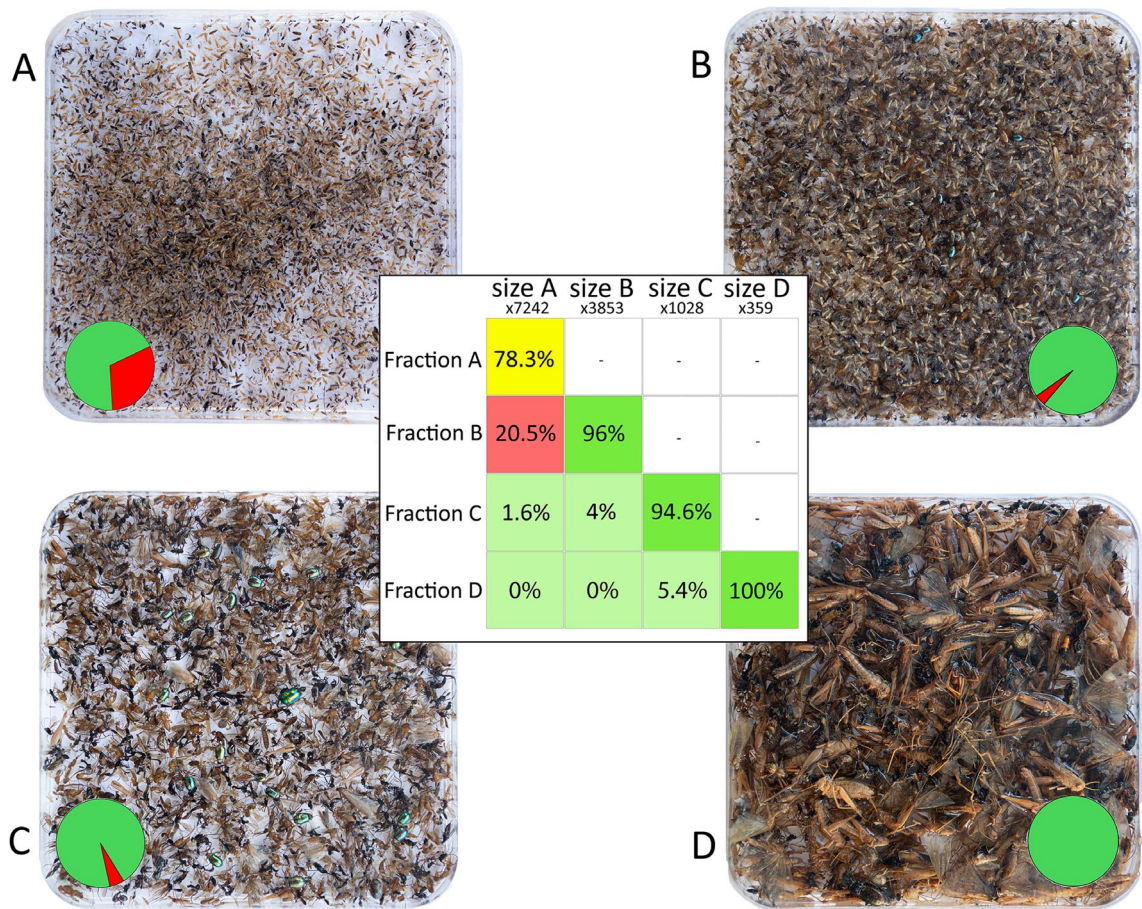 A
B
size A size B size C size D
x7242 x3853 x1028 x359
Fraction A 78.3% - - -
Fraction B 20.5% 96% - -
Fraction C 1.6% 4% 94.6% -
Fraction D 0% 0% 5.4% 100%
C
D